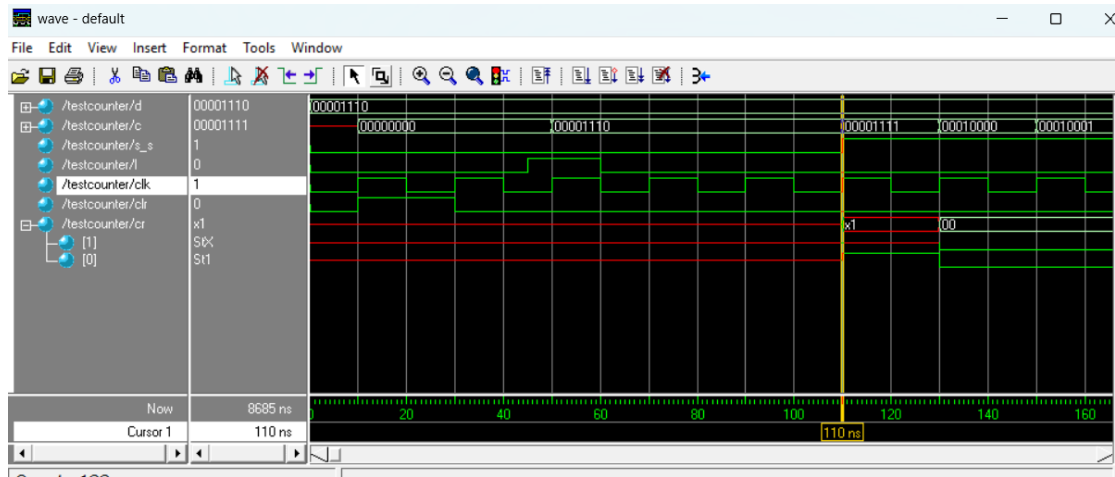 wave - default
File Edit View Insert Format Tools Window
/testcounter/d 00001110 00001110
/testcounter/c 00001111 00000000 00001110 00001111 00010000 00010001
/testcounter/s_s 1
/testcounter/l 0
/testcounter/clk 1
/testcounter/clr 0
/testcounter/cr x1 x1 00
[1] StX
[0] St1
Now 8685 ns 20 40 60 80 100 120 140 160
Cursor 1 110 ns 110 ns